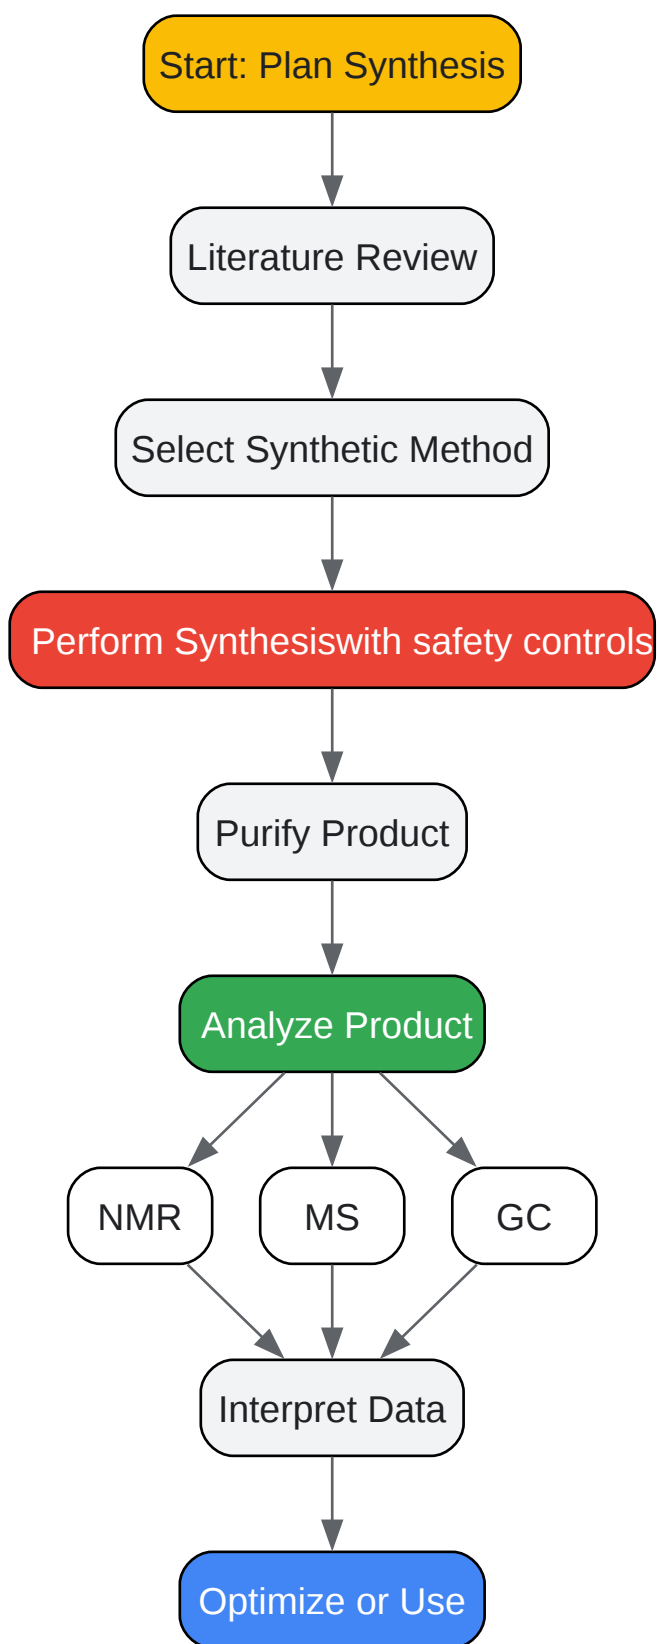 Start: Plan Synthesis
Literature Review
Select Synthetic Method
Perform Synthesiswith safety controls
Purify Product
Analyze Product
NMR
MS
GC
Interpret Data
Optimize or Use